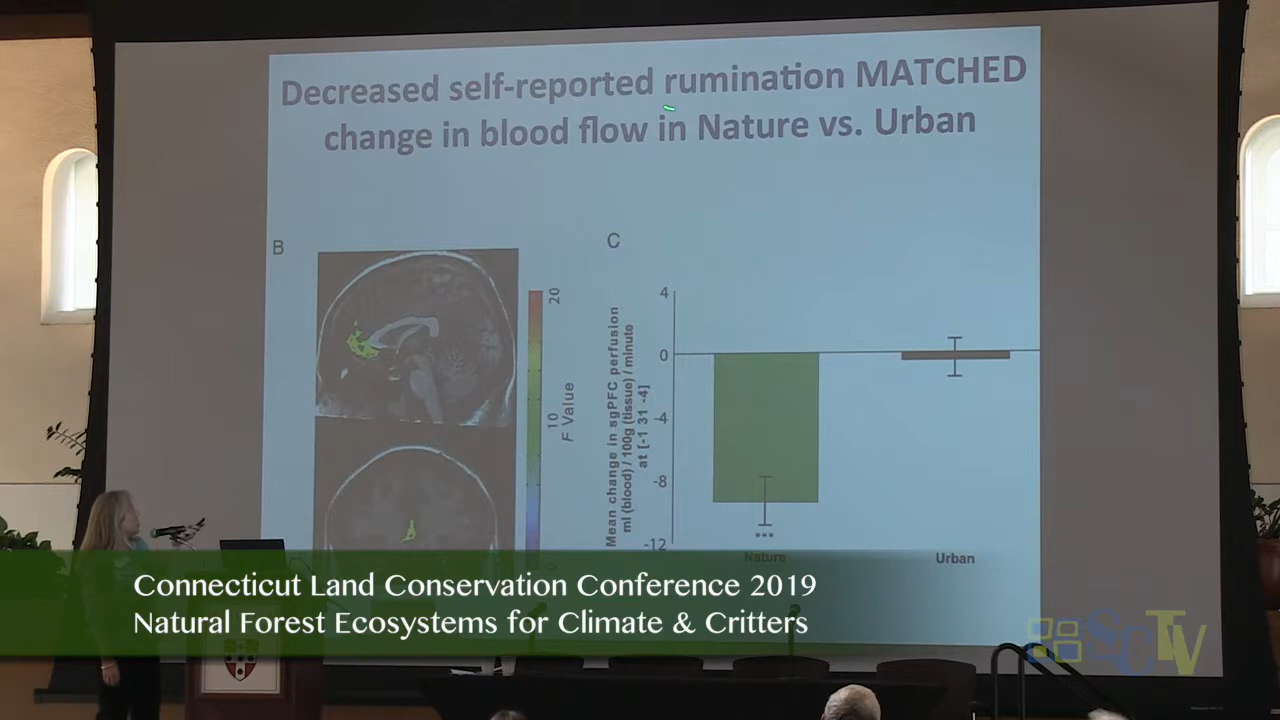 Decreased self-reported rumination MATCHED
change in blood flow in Nature vs. Urban
B
C
20
10
F Value
Mean change in sgPFC perfusion
ml (blood) / 100g (tissue) / minute
at [-1 31 -4]
4
0
-4
-8
-12
***
Nature
Urban
Connecticut Land Conservation Conference 2019
Natural Forest Ecosystems for Climate & Critters
SGTV